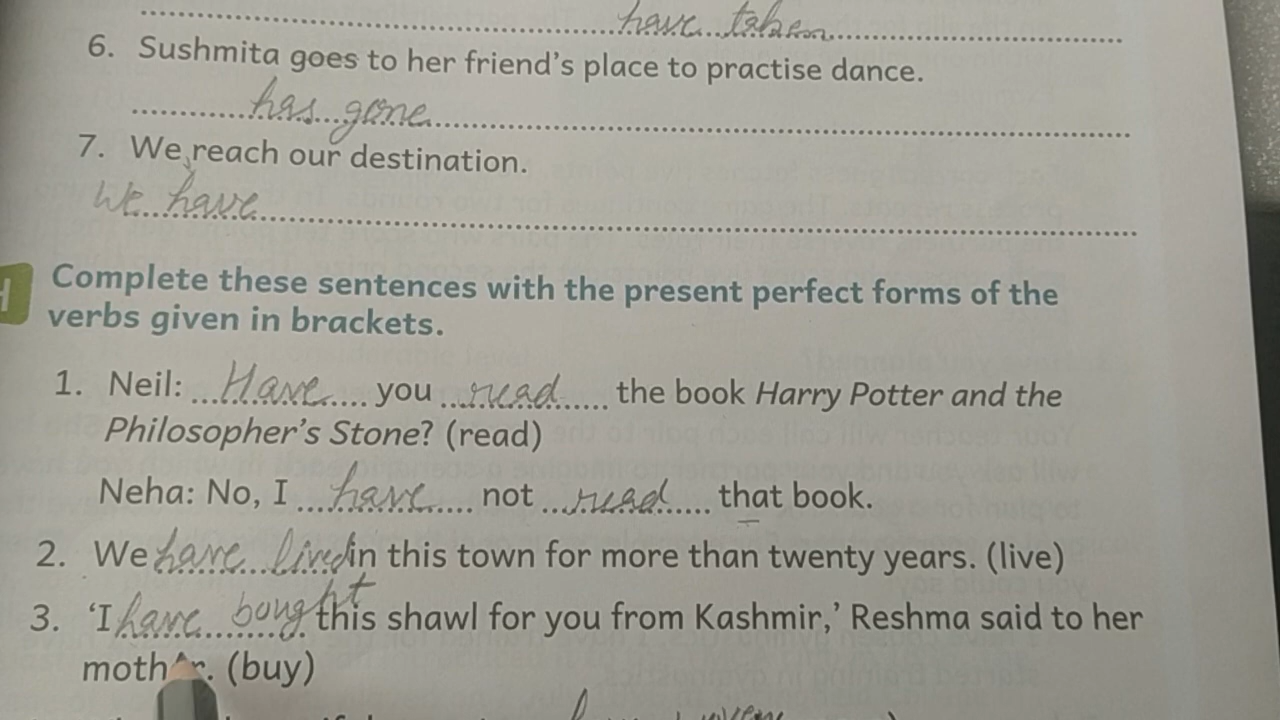 have taken
6. Sushmita goes to her friend's place to practise dance.
has gone
7. We reach our destination.
We have
H Complete these sentences with the present perfect forms of the
verbs given in brackets.
1. Neil: Have you read the book Harry Potter and the
Philosopher's Stone? (read)
Neha: No, I have not read that book.
2. We have lived in this town for more than twenty years. (live)
3. 'I have bought this shawl for you from Kashmir,' Reshma said to her
mother. (buy)